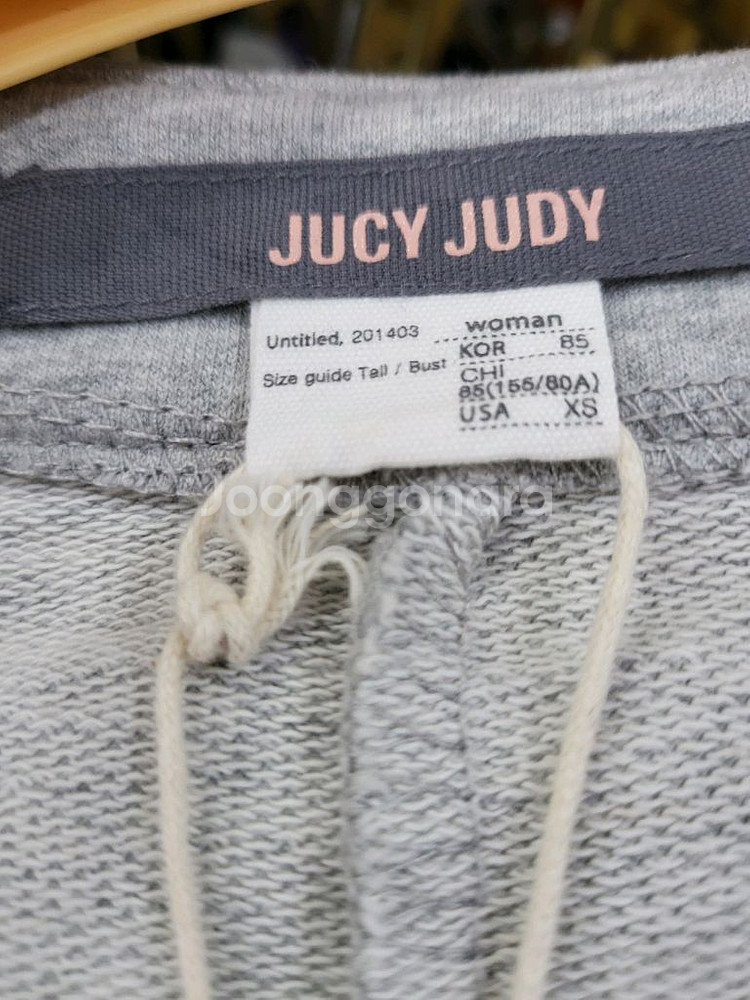 JUCY JUDY
Untitled, 201403
Size guide Tall / Bust
woman
KOR 85
CHI
85(155/80A)
USA XS
Joonggonara